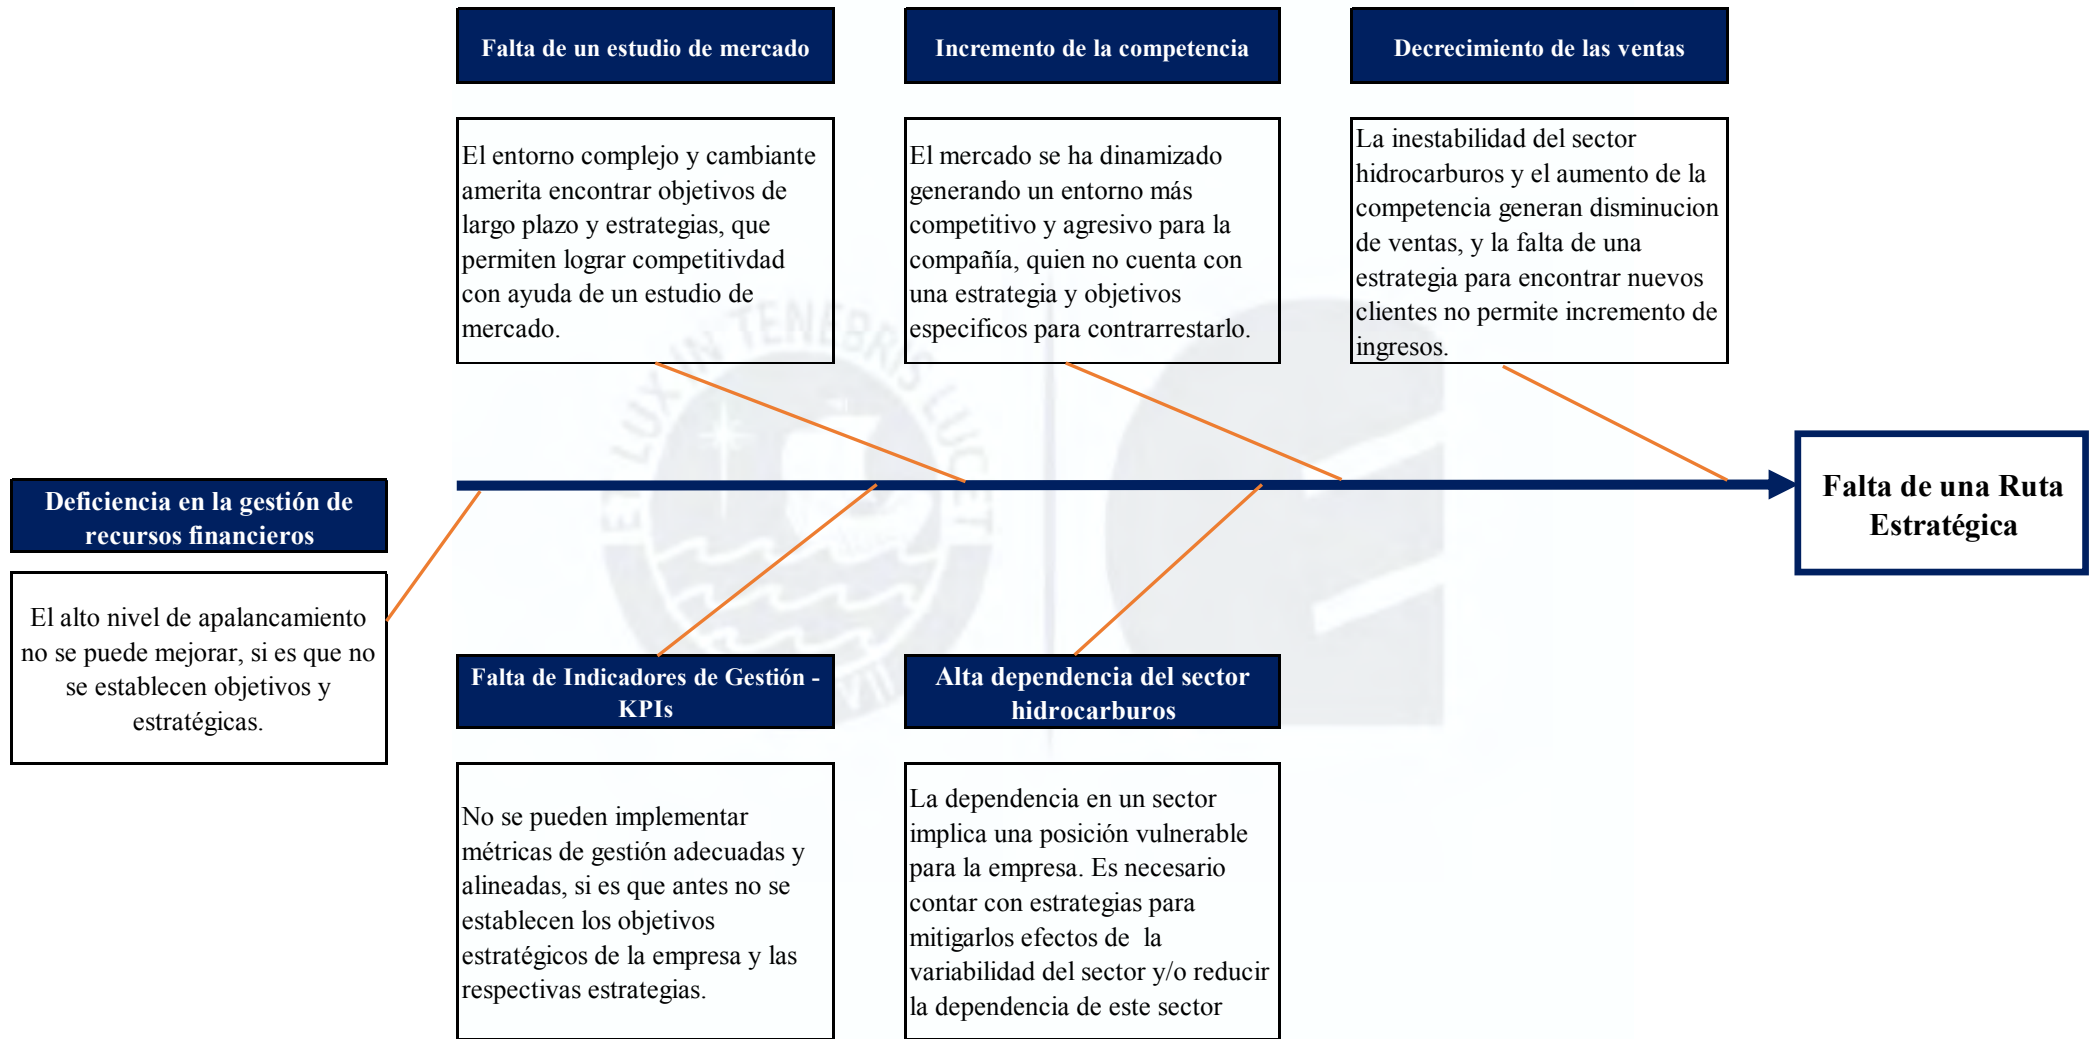 Falta de un estudio de mercado
El entorno complejo y cambiante
amerita encontrar objetivos de
largo plazo y estrategias, que
permiten lograr competitivdad
con ayuda de un estudio de
mercado.
Incremento de la competencia
El mercado se ha dinamizado
generando un entorno más
competitivo y agresivo para la
compañía, quien no cuenta con
una estrategia y objetivos
especificos para contrarrestarlo.
Decrecimiento de las ventas
La inestabilidad del sector
hidrocarburos y el aumento de la
competencia generan disminucion
de ventas, y la falta de una
estrategia para encontrar nuevos
clientes no permite incremento de
ingresos.
Deficiencia en la gestión de
recursos financieros
El alto nivel de apalancamiento
no se puede mejorar, si es que no
se establecen objetivos y
estratégicas.
Falta de Indicadores de Gestión -
KPIs
No se pueden implementar
métricas de gestión adecuadas y
alineadas, si es que antes no se
establecen los objetivos
estratégicos de la empresa y las
respectivas estrategias.
Alta dependencia del sector
hidrocarburos
La dependencia en un sector
implica una posición vulnerable
para la empresa. Es necesario
contar con estrategias para
mitigarlos efectos de  la
variabilidad del sector y/o reducir
la dependencia de este sector
Falta de una Ruta
Estratégica
ET LUX IN TENEBRIS LUCET